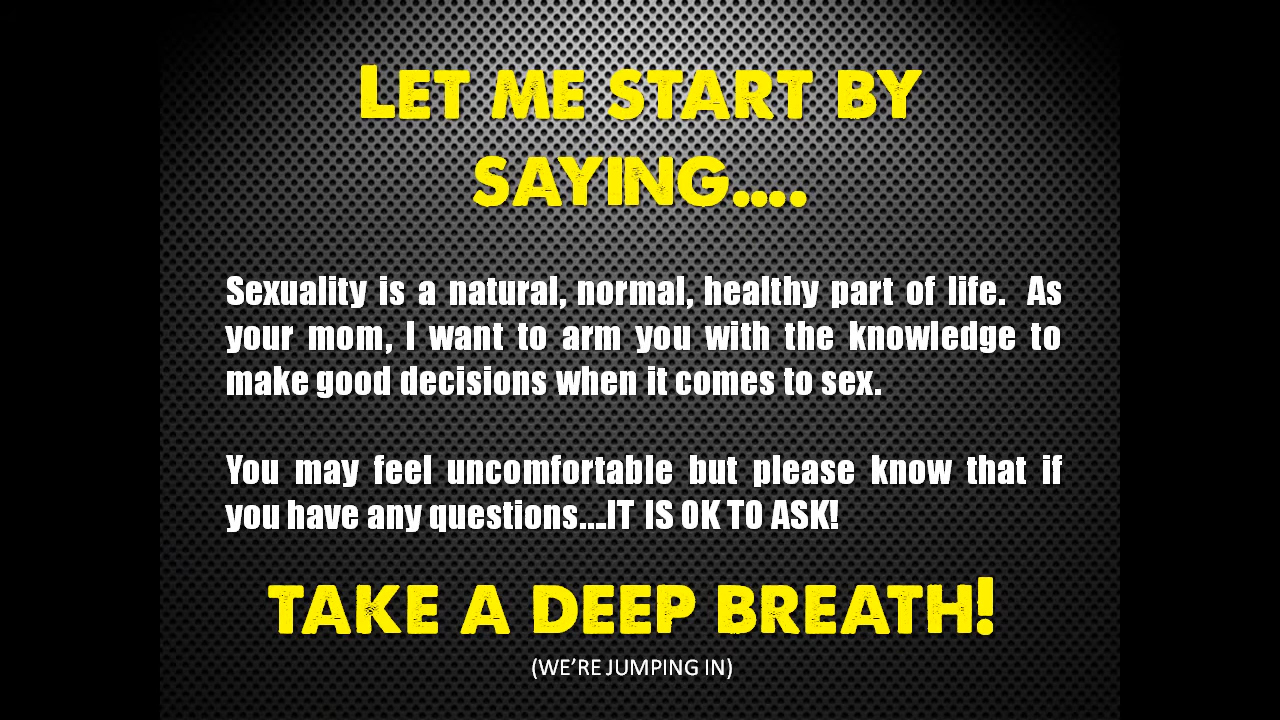 LET ME START BY
SAYING....
Sexuality is a natural, normal, healthy part of life. As
your mom, I want to arm you with the knowledge to
make good decisions when it comes to sex.
You may feel uncomfortable but please know that if
you have any questions....IT IS OK TO ASK!
TAKE A DEEP BREATH!
(WE'RE JUMPING IN)